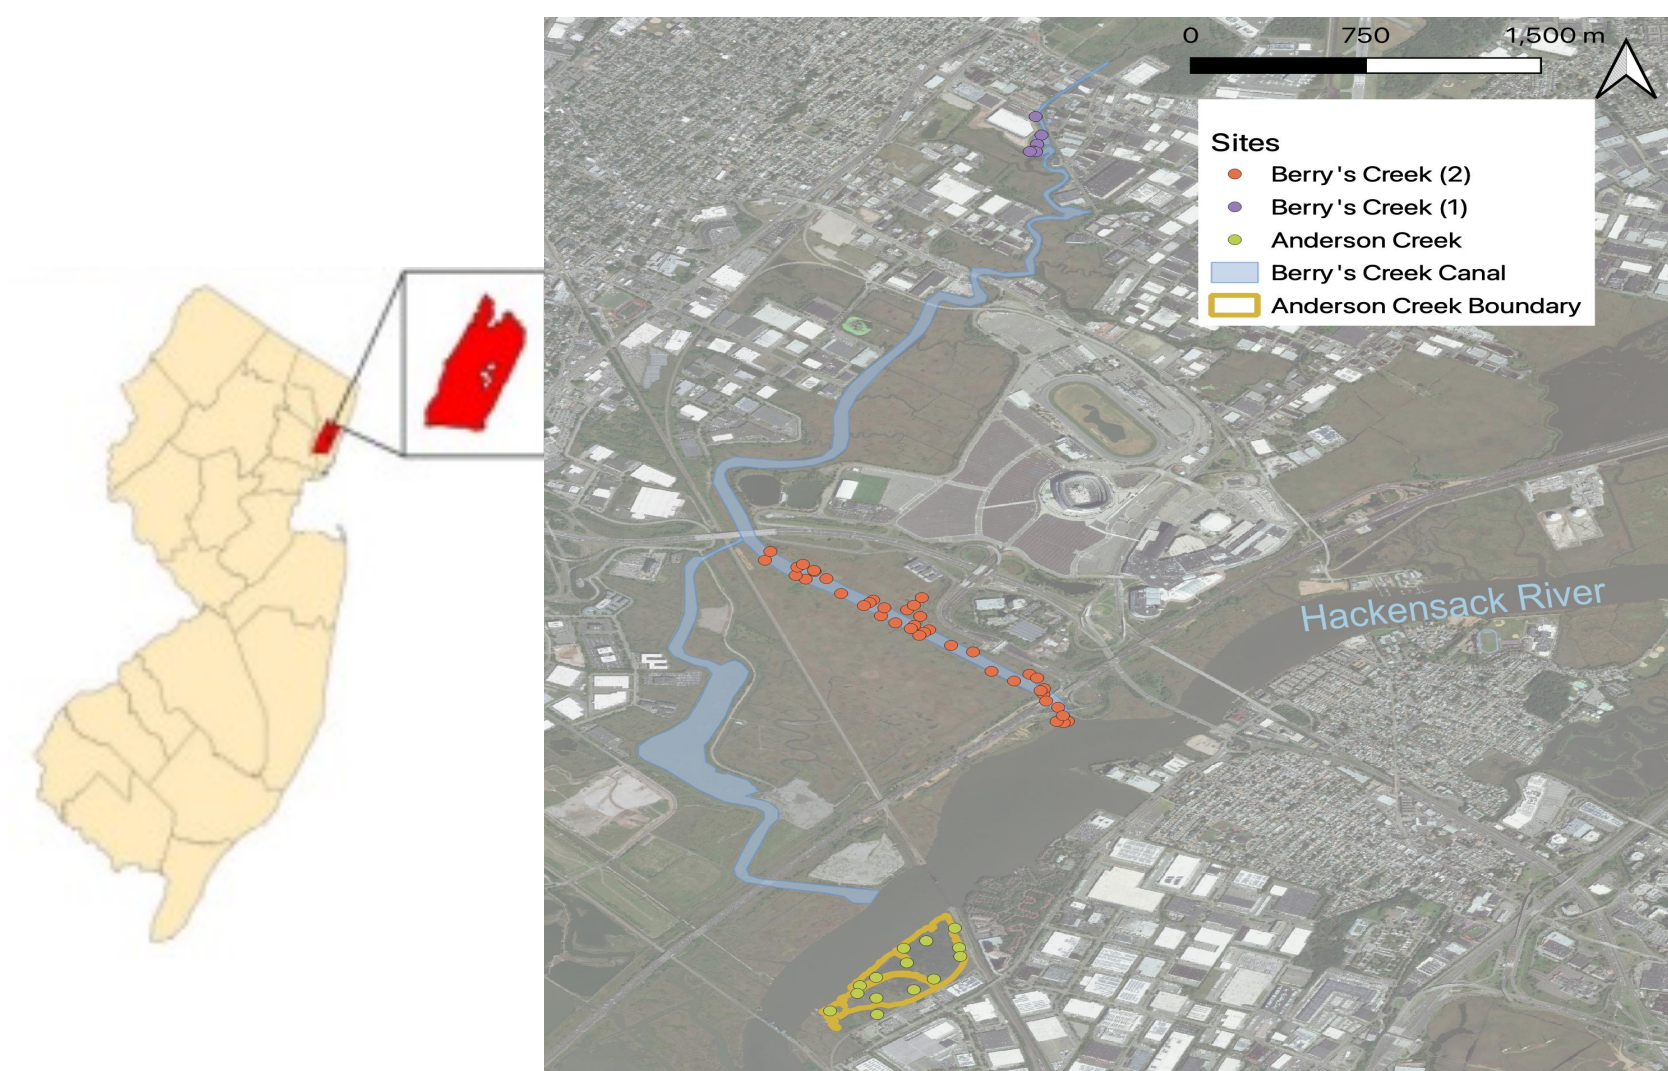 0 750 1,500 m
Sites
Berry's Creek (2)
Berry's Creek (1)
Anderson Creek
Berry's Creek Canal
Anderson Creek Boundary
Hackensack River